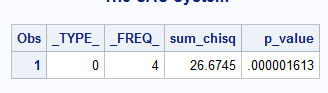 Obs _TYPE_ _FREQ_ sum_chisq p_value
1 0 4 26.6745 .000001613